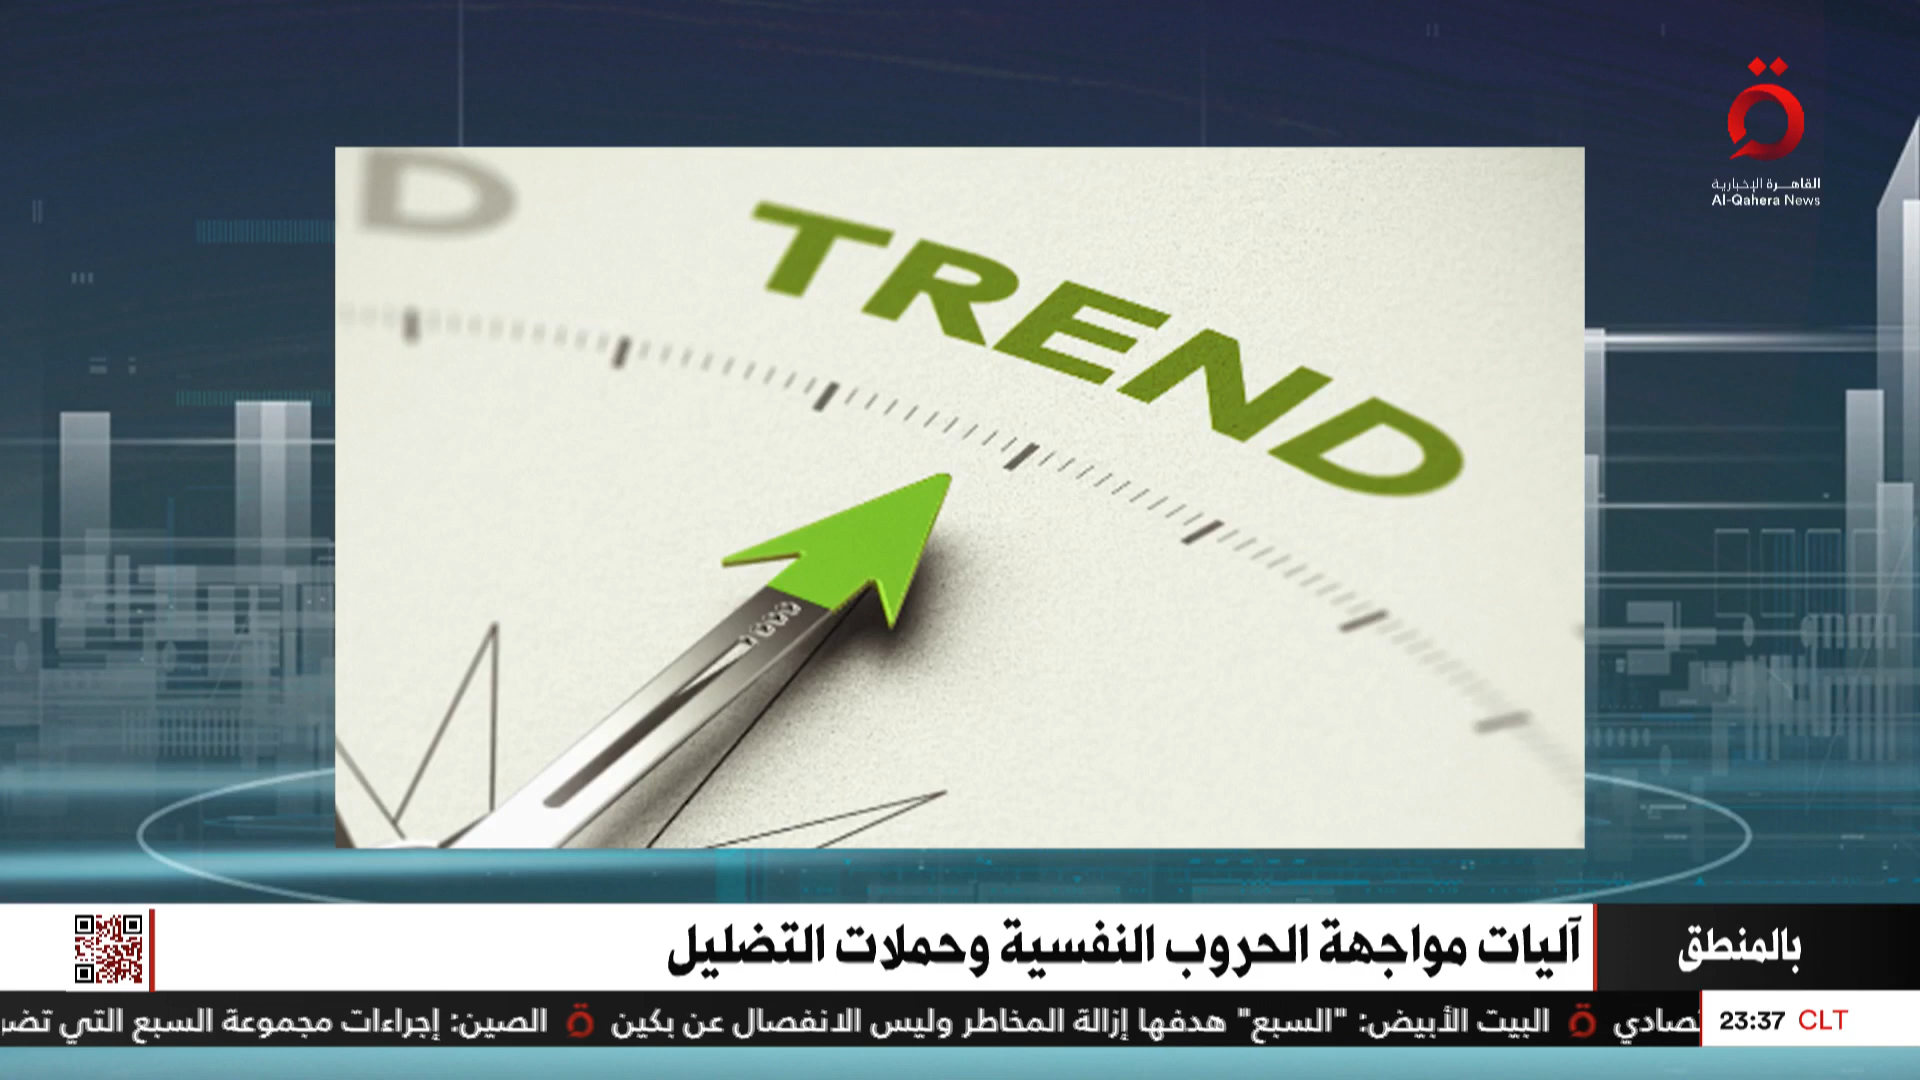 القاهرة الإخبارية
Al-Qahera News
D
TREND
بالمنطق
آليات مواجهة الحروب النفسية وحملات التضليل
البيت الأبيض: "السبع" هدفها إزالة المخاطر وليس الانفصال عن بكين
الصين: إجراءات مجموعة السبع التي
23:37 CLT